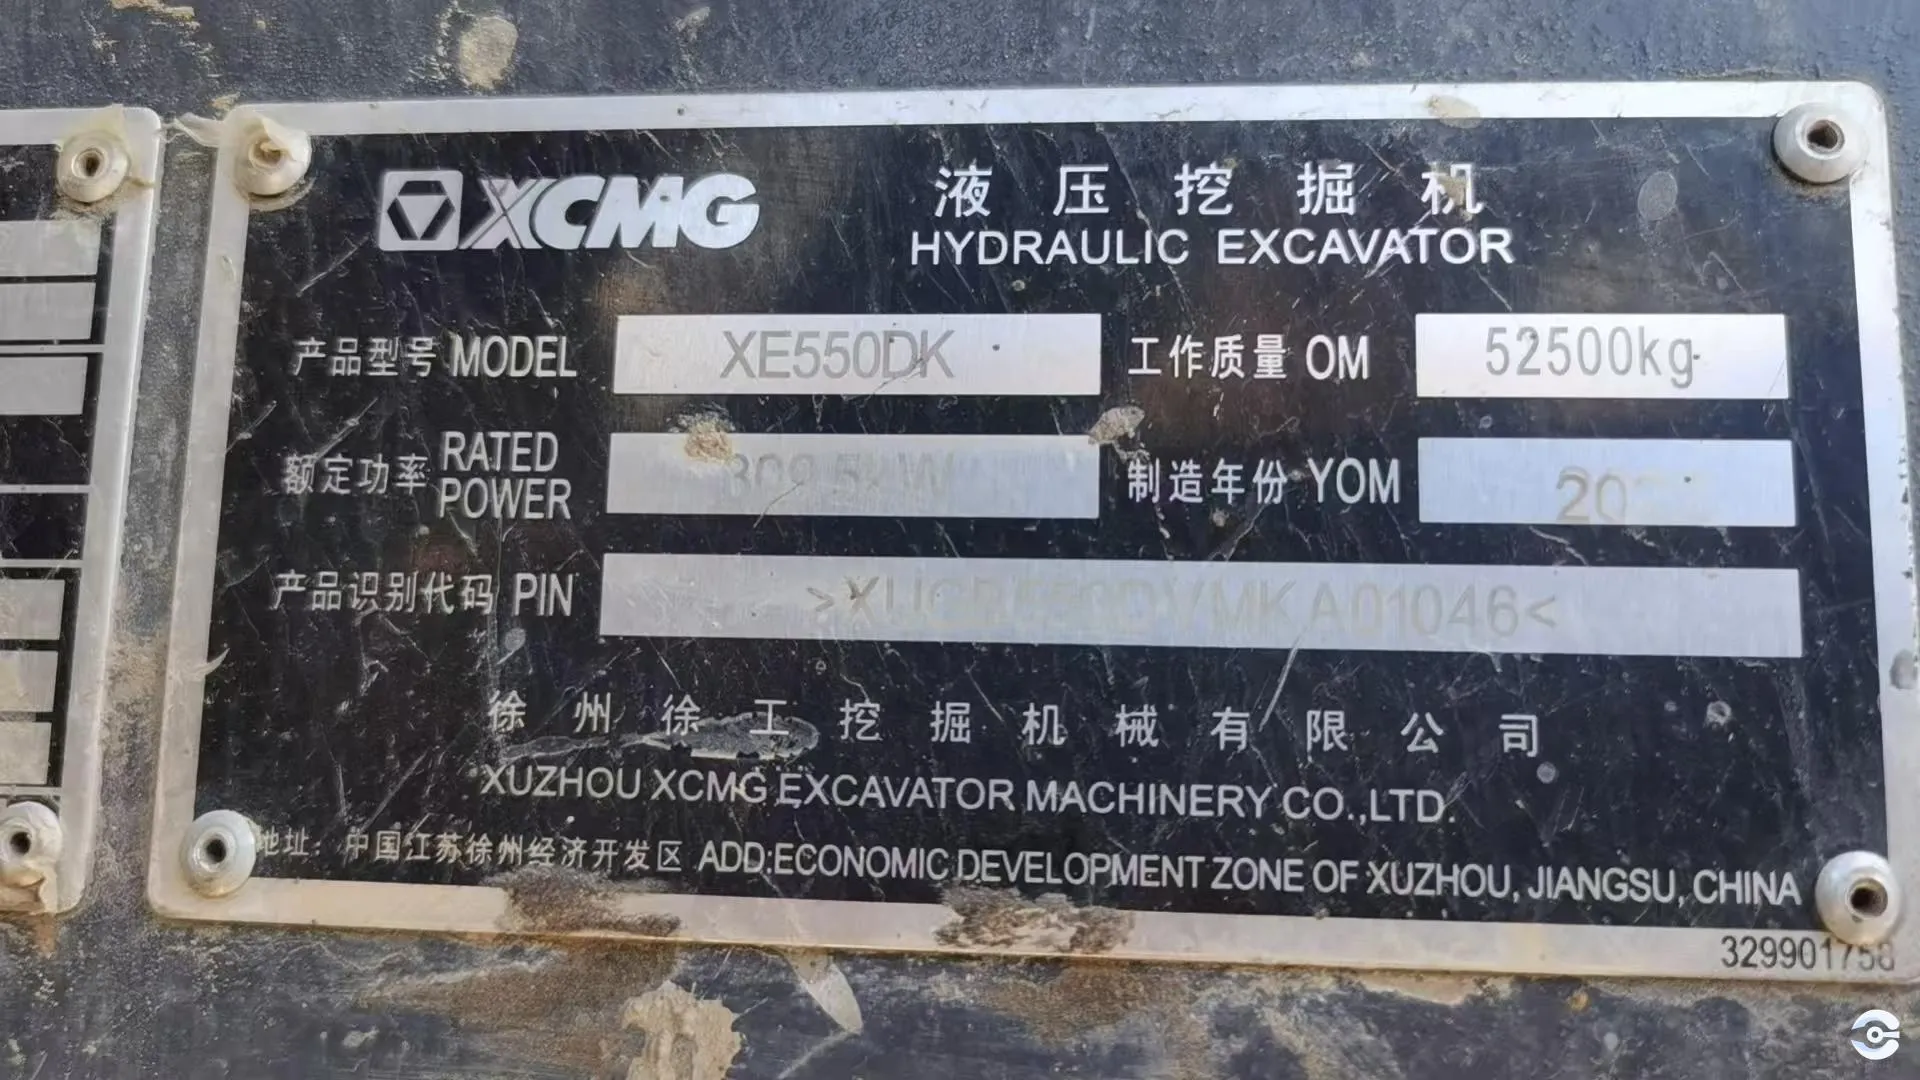 XCMG
液压挖掘机
HYDRAULIC EXCAVATOR
产品型号 MODEL XE550DK 工作质量 OM 52500kg
额定功率 RATED POWER 制造年份 YOM
产品识别代码 PIN
徐州徐工挖掘机械有限公司
XUZHOU XCMG EXCAVATOR MACHINERY CO.,LTD.
地址: 中国江苏徐州经济开发区 ADD:ECONOMIC DEVELOPMENT ZONE OF XUZHOU, JIANGSU, CHINA
329901758